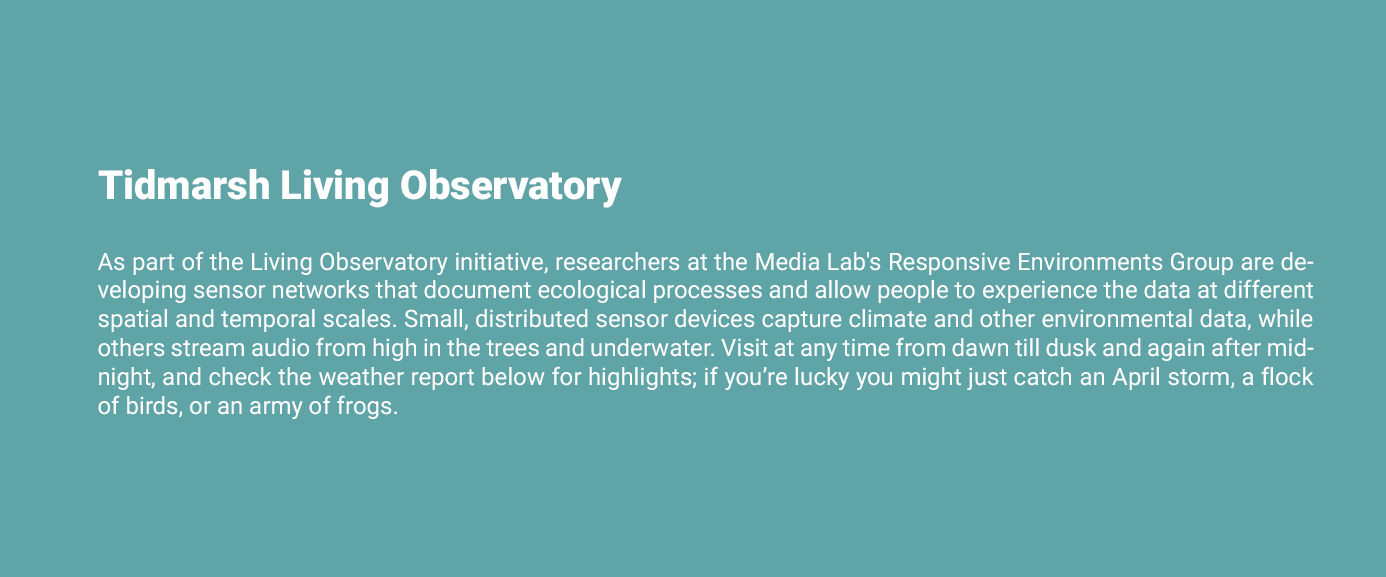 Tidmarsh Living Observatory
As part of the Living Observatory initiative, researchers at the Media Lab's Responsive Environments Group are de-
veloping sensor networks that document ecological processes and allow people to experience the data at different
spatial and temporal scales. Small, distributed sensor devices capture climate and other environmental data, while
others stream audio from high in the trees and underwater. Visit at any time from dawn till dusk and again after mid-
night, and check the weather report below for highlights; if you’re lucky you might just catch an April storm, a flock
of birds, or an army of frogs.